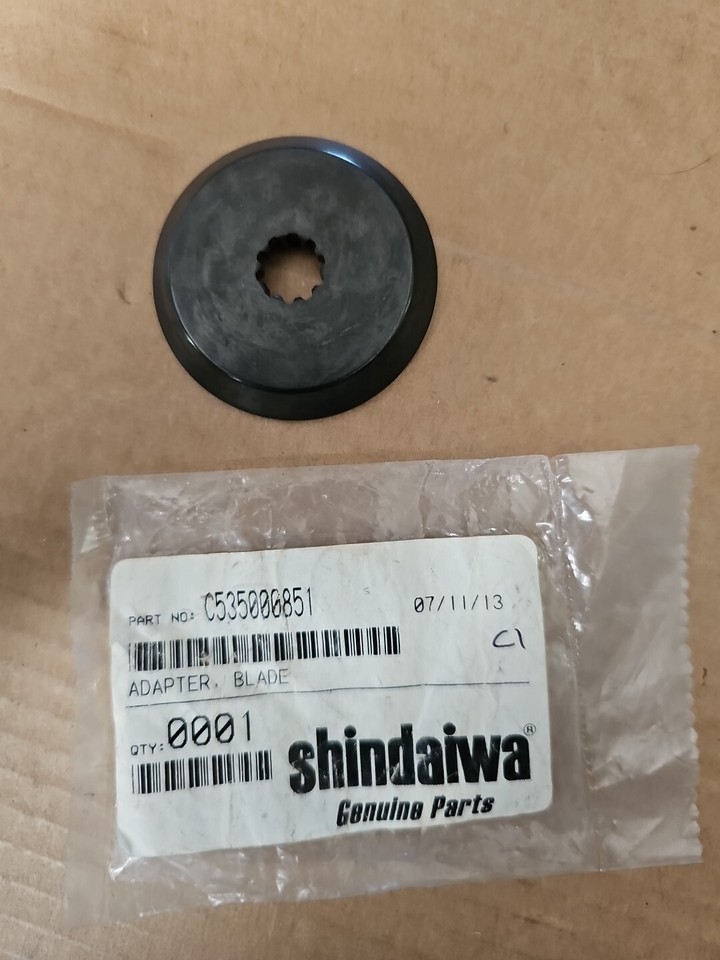 PART NO: C535000851 07/11/13
C1
ADAPTER, BLADE
QTY: 0001
shindaiwa®
Genuine Parts